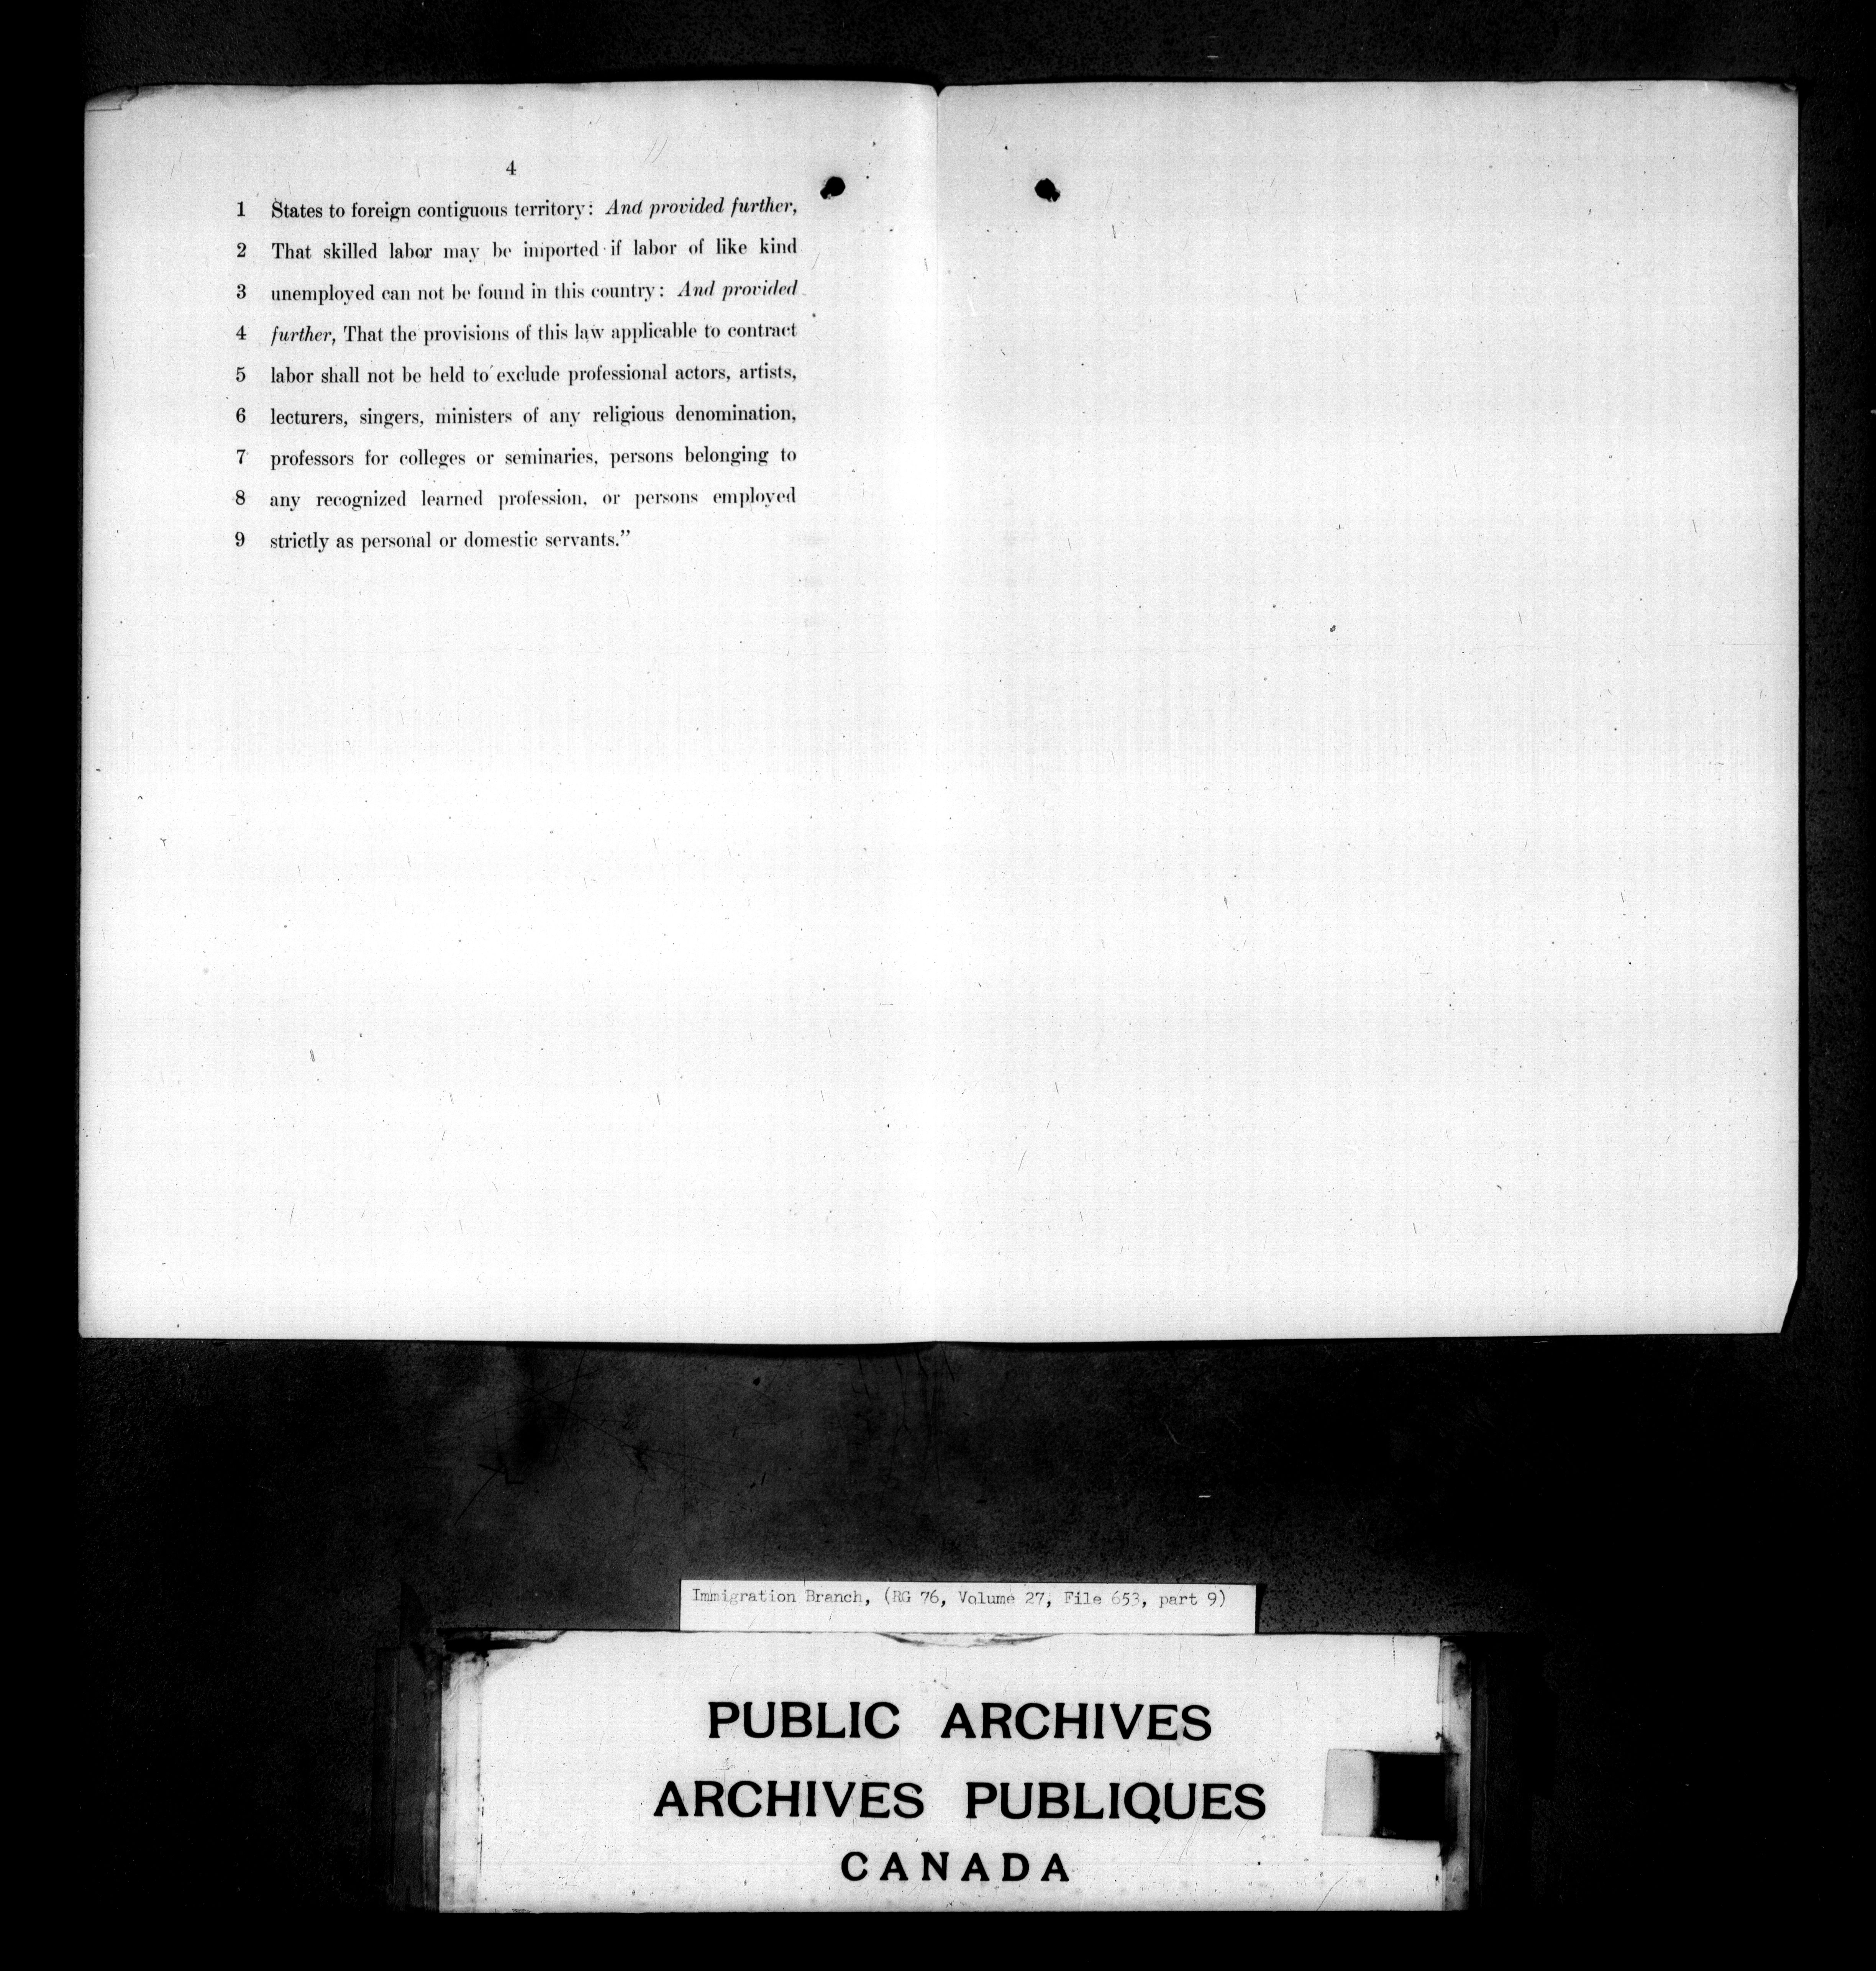 4
1 States to foreign contiguous territory: And provided further,
2 That skilled labor may be imported if labor of like kind
3 unemployed can not be found in this country: And provided
4 further, That the provisions of this law applicable to contract
5 labor shall not be held to exclude professional actors, artists,
6 lecturers, singers, ministers of any religious denomination,
7 professors for colleges or seminaries, persons belonging to
8 any recognized learned profession, or persons employed
9 strictly as personal or domestic servants.”
Immigration Branch, (RG 76, Volume 27, File 653, part 9)
PUBLIC ARCHIVES
ARCHIVES PUBLIQUES
CANADA